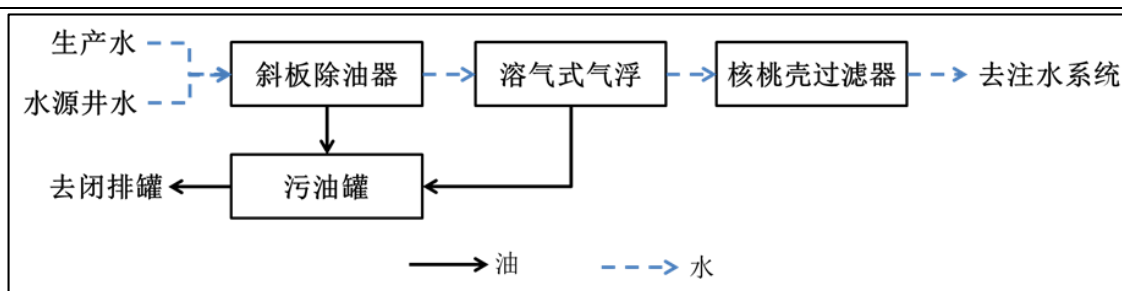 生产水
水源井水
斜板除油器
溶气式气浮
核桃壳过滤器
去注水系统
去闭排罐
污油罐
油
水